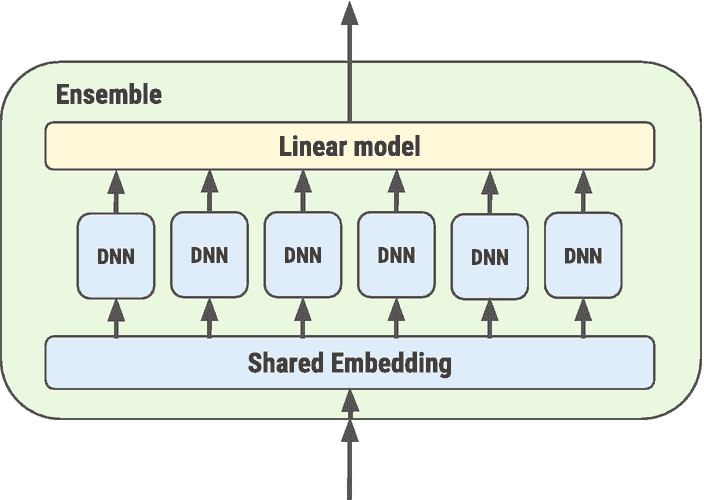 Ensemble
Linear model
DNN DNN DNN DNN DNN DNN
Shared Embedding